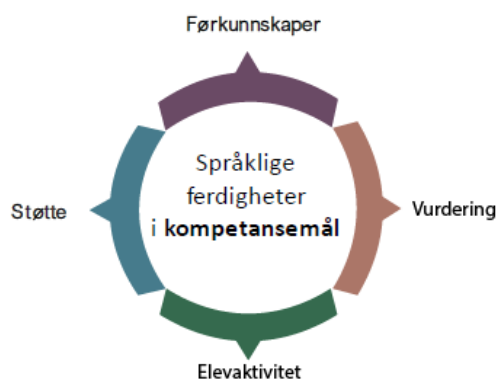 Førkunnskaper
Språklige
ferdigheter
i kompetansemål
Støtte
Vurdering
Elevaktivitet